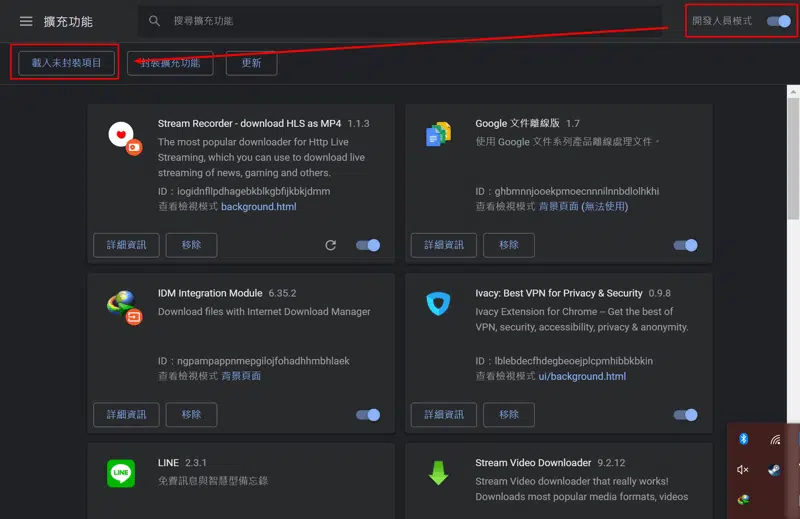 擴充功能
搜尋擴充功能
開發人員模式
載入未封裝項目
封裝擴充功能
更新
Stream Recorder - download HLS as MP4 1.1.3
The most popular downloader for Http Live
Streaming, which you can use to download live
streaming of news, gaming and others.
ID：iogidnfllpdhagebkblkgbfijkbkjdmm
查看檢視模式 background.html
詳細資訊
移除
Google 文件離線版 1.7
使用 Google 文件系列產品離線處理文件。
ID：ghbmnnjooekpmoecnnnilnnbdlolhkhi
查看檢視模式 背景頁面 (無法使用)
詳細資訊
移除
IDM Integration Module 6.35.2
Download files with Internet Download Manager
ID：ngpampappnmepgilojfohadhhmbhlaek
查看檢視模式 背景頁面
詳細資訊
移除
Ivacy: Best VPN for Privacy & Security 0.9.8
Ivacy Extension for Chrome – Get the best of
VPN, security, accessibility, privacy & anonymity.
ID：lblebdecfhdegbeoejplcpmhibbkbkin
查看檢視模式 ui/background.html
詳細資訊
移除
LINE 2.3.1
免費訊息與智慧型備忘錄
LINE
Stream Video Downloader 9.2.12
Stream Video downloader that really works!
Downloads most popular media formats, videos